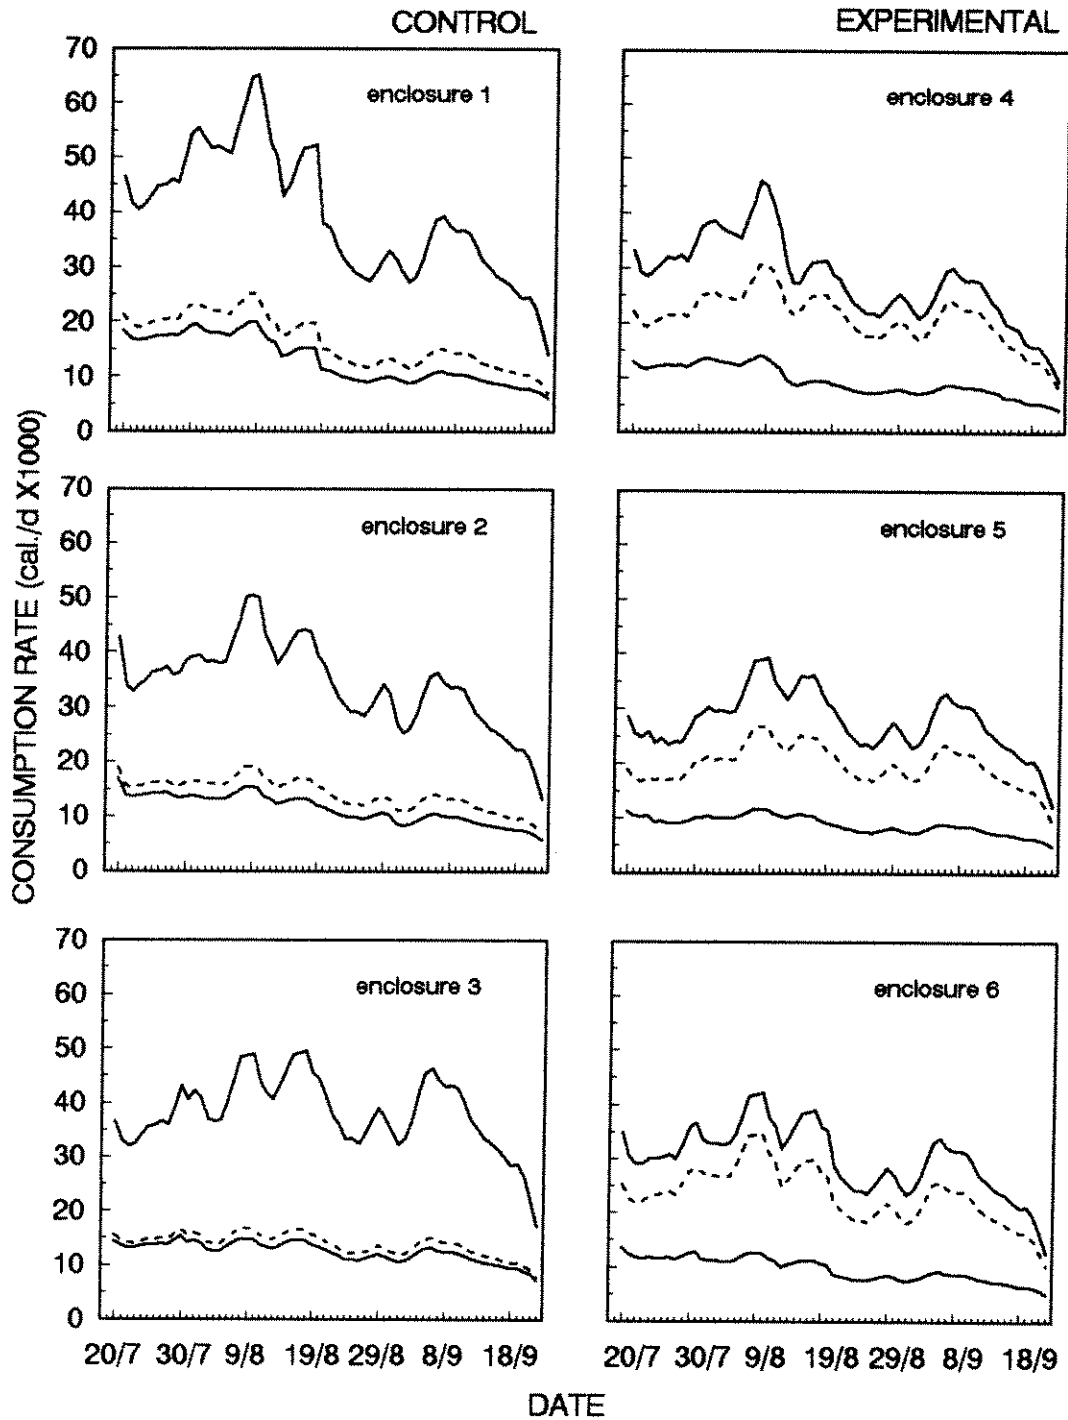 CONTROL
EXPERIMENTAL
CONSUMPTION RATE (cal./d X1000)
70
60
50
40
30
20
10
0
enclosure 1
enclosure 4
70
60
50
40
30
20
10
0
enclosure 2
enclosure 5
70
60
50
40
30
20
10
0
enclosure 3
enclosure 6
20/7 30/7 9/8 19/8 29/8 8/9 18/9
20/7 30/7 9/8 19/8 29/8 8/9 18/9
DATE